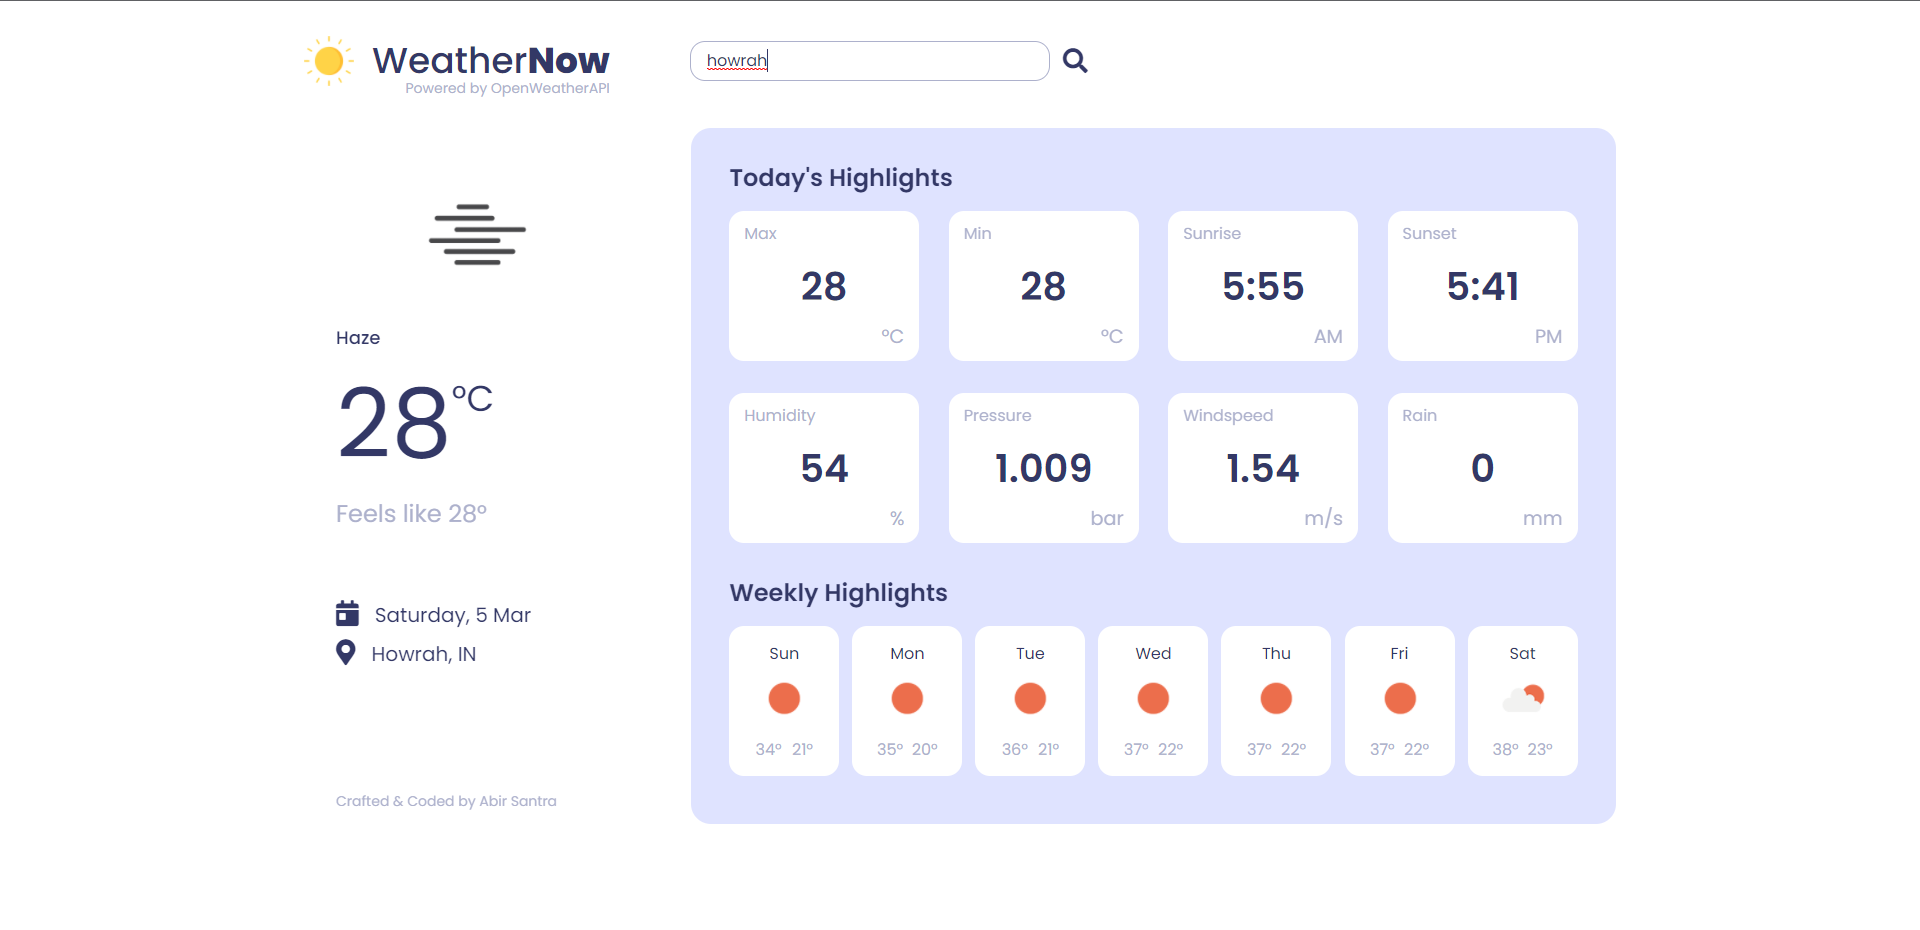 WeatherNow
Powered by OpenWeatherAPI
howrah
Haze
28°C
Feels like 28°
Saturday, 5 Mar
Howrah, IN
Crafted & Coded by Abir Santra
Today's Highlights
Max
28
°C
Min
28
°C
Sunrise
5:55
AM
Sunset
5:41
PM
Humidity
54
%
Pressure
1.009
bar
Windspeed
1.54
m/s
Rain
0
mm
Weekly Highlights
Sun
34° 21°
Mon
35° 20°
Tue
36° 21°
Wed
37° 22°
Thu
37° 22°
Fri
37° 22°
Sat
38° 23°